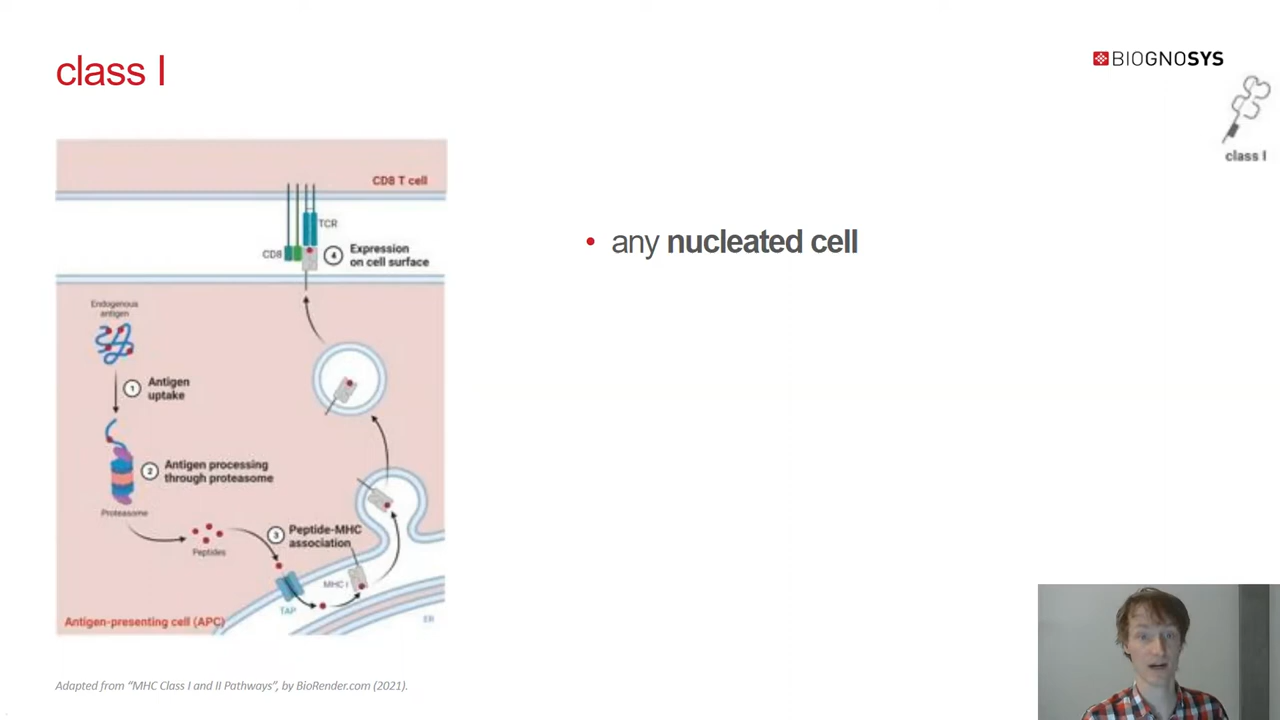 class I
BIOGNOSYS
class I
CD8 T cell
TCR
CD8
4
Expression
on cell surface
Endogenous
antigen
1
Antigen
uptake
2
Antigen processing
through proteasome
Proteasome
Peptides
3
Peptide-MHC
association
MHC I
TAP
ER
Antigen-presenting cell (APC)
• any nucleated cell
Adapted from “MHC Class I and II Pathways”, by BioRender.com (2021).